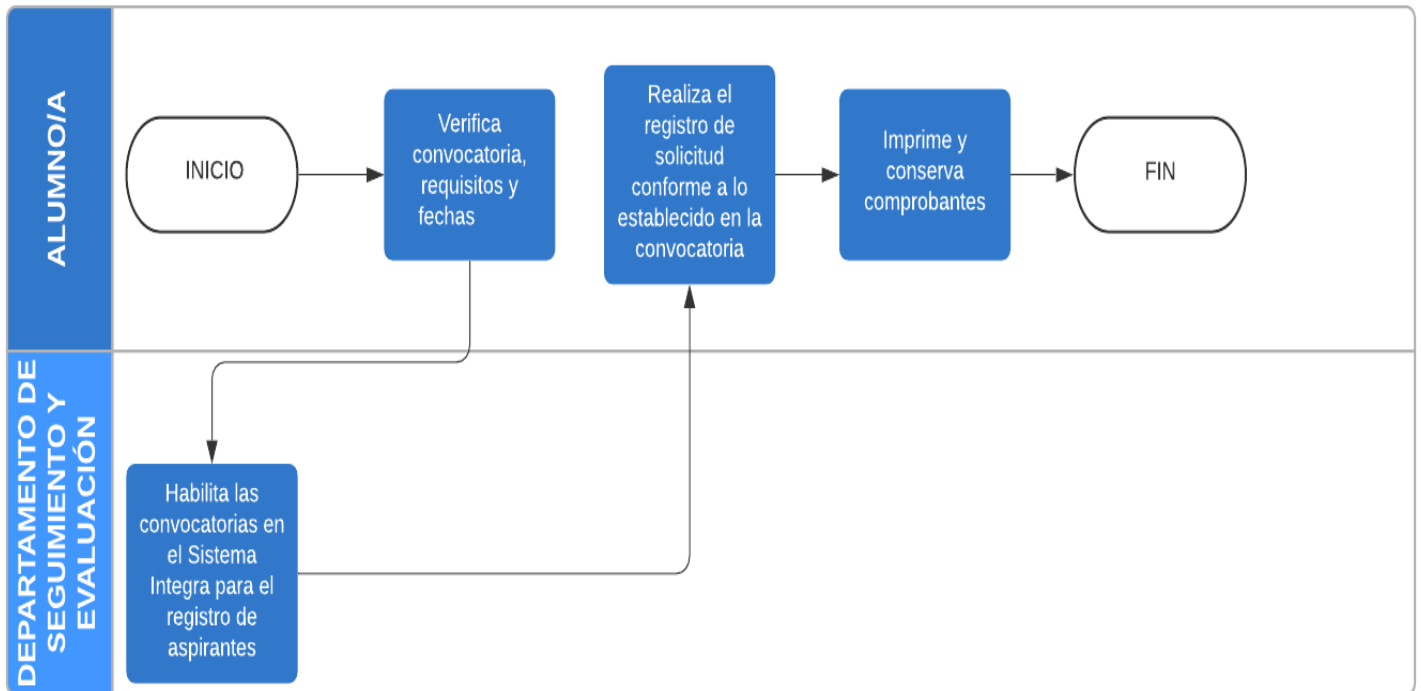 ALUMNO/A
INICIO
Verifica
convocatoria,
requisitos y
fechas
Realiza el
registro de
solicitud
conforme a lo
establecido en la
convocatoria
Imprime y
conserva
comprobantes
FIN
DEPARTAMENTO DE
SEGUIMIENTO Y
EVALUACIÓN
Habilita las
convocatorias en
el Sistema
Integra para el
registro de
aspirantes